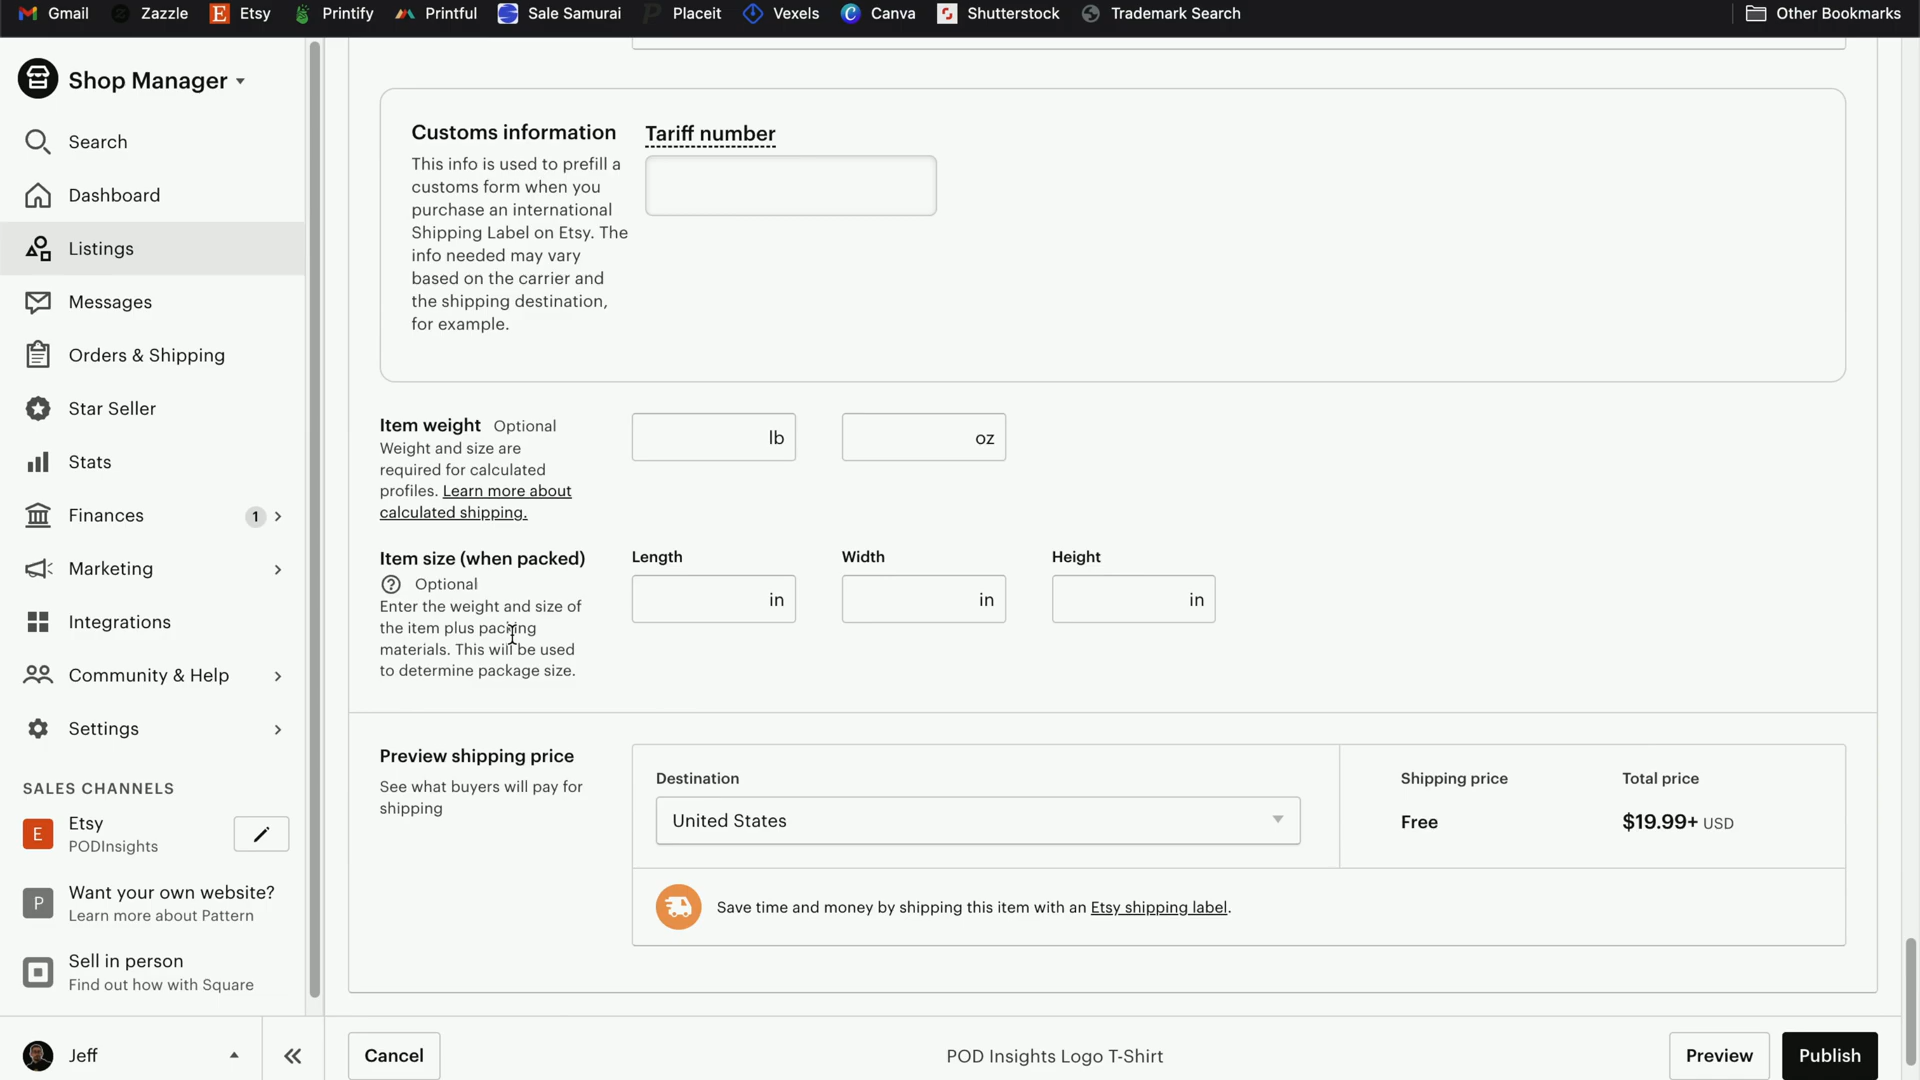 Gmail Zazzle Etsy Printify Printful Sale Samurai Placeit Vexels Canva Shutterstock Trademark Search Other Bookmarks
Shop Manager
Search
Dashboard
Listings
Messages
Orders & Shipping
Star Seller
Stats
Finances 1
Marketing
Integrations
Community & Help
Settings
SALES CHANNELS
E Etsy
PODInsights
P Want your own website?
Learn more about Pattern
Sell in person
Find out how with Square
Jeff
Customs information
This info is used to prefill a
customs form when you
purchase an international
Shipping Label on Etsy. The
info needed may vary
based on the carrier and
the shipping destination,
for example.
Tariff number
Item weight Optional
Weight and size are
required for calculated
profiles. Learn more about
calculated shipping.
lb oz
Item size (when packed)
Optional
Enter the weight and size of
the item plus packing
materials. This will be used
to determine package size.
Length Width Height
in in in
Preview shipping price
See what buyers will pay for
shipping
Destination
United States
Shipping price Total price
Free $19.99+ USD
Save time and money by shipping this item with an Etsy shipping label.
Cancel POD Insights Logo T-Shirt Preview Publish